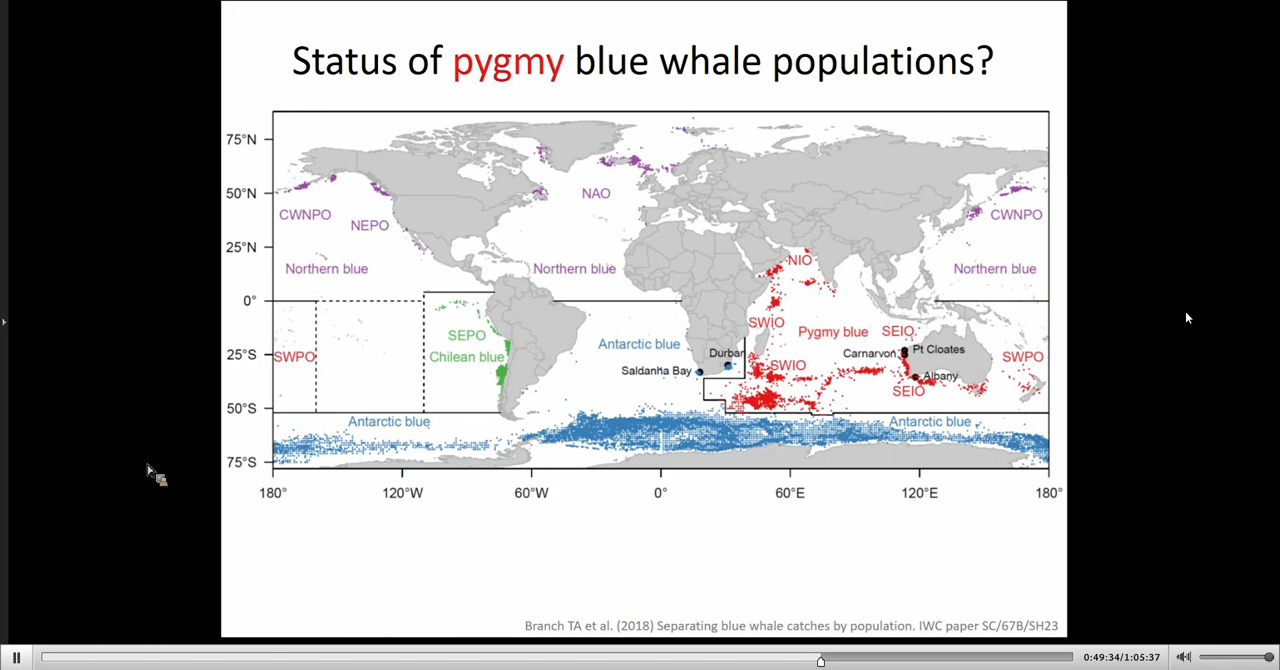 Status of pygmy blue whale populations?
75°N
50°N
NAO
CWNPO
CWNPO
NEPO
25°N
NIO
Northern blue
Northern blue
Northern blue
0°
SWIO
Pygmy blue
SEIO
SEPO
Antarctic blue
Pt Cloates
25°S
SWPO
Chilean blue
Durban
Carnarvon
SWPO
Saldanha Bay
SWIO
Albany
SEIO
50°S
Antarctic blue
Antarctic blue
75°S
180°
120°W
60°W
0°
60°E
120°E
180°
Branch TA et al. (2018) Separating blue whale catches by population. IWC paper SC/67B/SH23
0:49:34/1:05:37